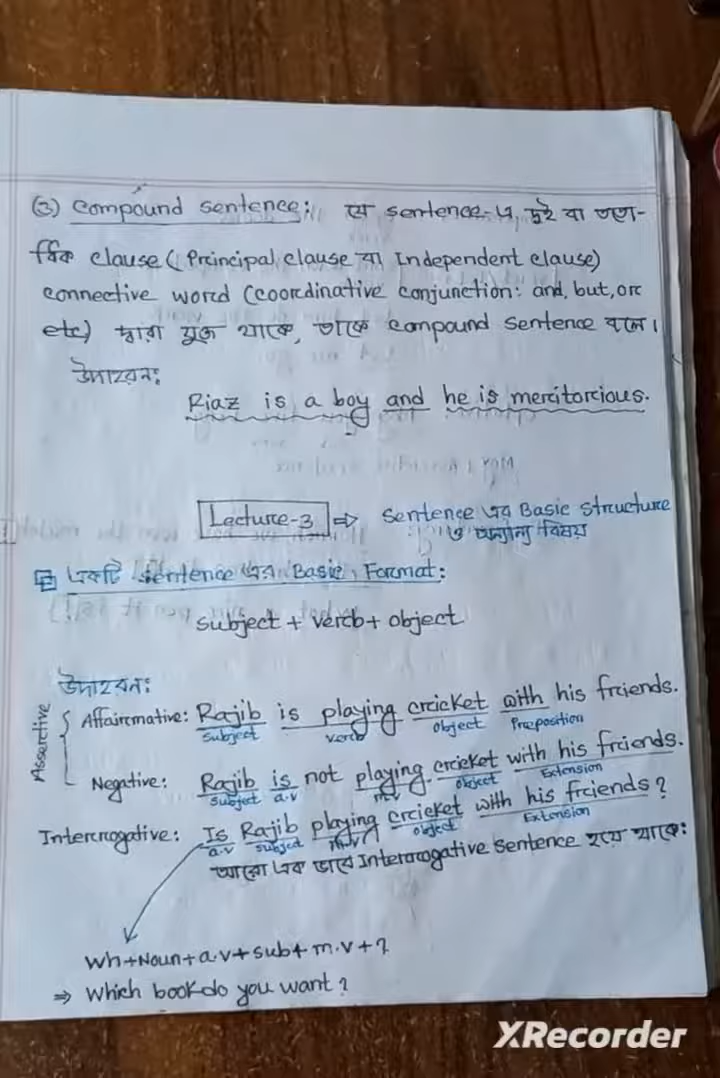 (3) Compound sentence: যে sentence-এ দুই বা ততো-
ধিক clause (Principal clause বা Independent clause)
connective word (coordinative conjunction: and, but, or
etc) দ্বারা যুক্ত থাকে, তাকে compound sentence বলে।
উদাহরন:
Riaz is a boy and he is meritorious.
Lecture-3 ⇒ Sentence এর Basic Structure
ও অন্যান্য বিষয়
একটি sentence এর Basic Format:
subject + verb + object
উদাহরন:
Assertive
Affairmative: Rajib is playing cricket with his friends.
subject verb object Preposition
Negative: Rajib is not playing cricket with his friends.
subject a.v m.v object Extension
Interrogative: Is Rajib playing cricket with his friends?
a.v subject m.v object Extension
আরো এক ভাবে Interrogative Sentence হয়ে থাকে:
Wh+Noun+a.v+sub+m.v+?
⇒ Which book do you want?
XRecorder